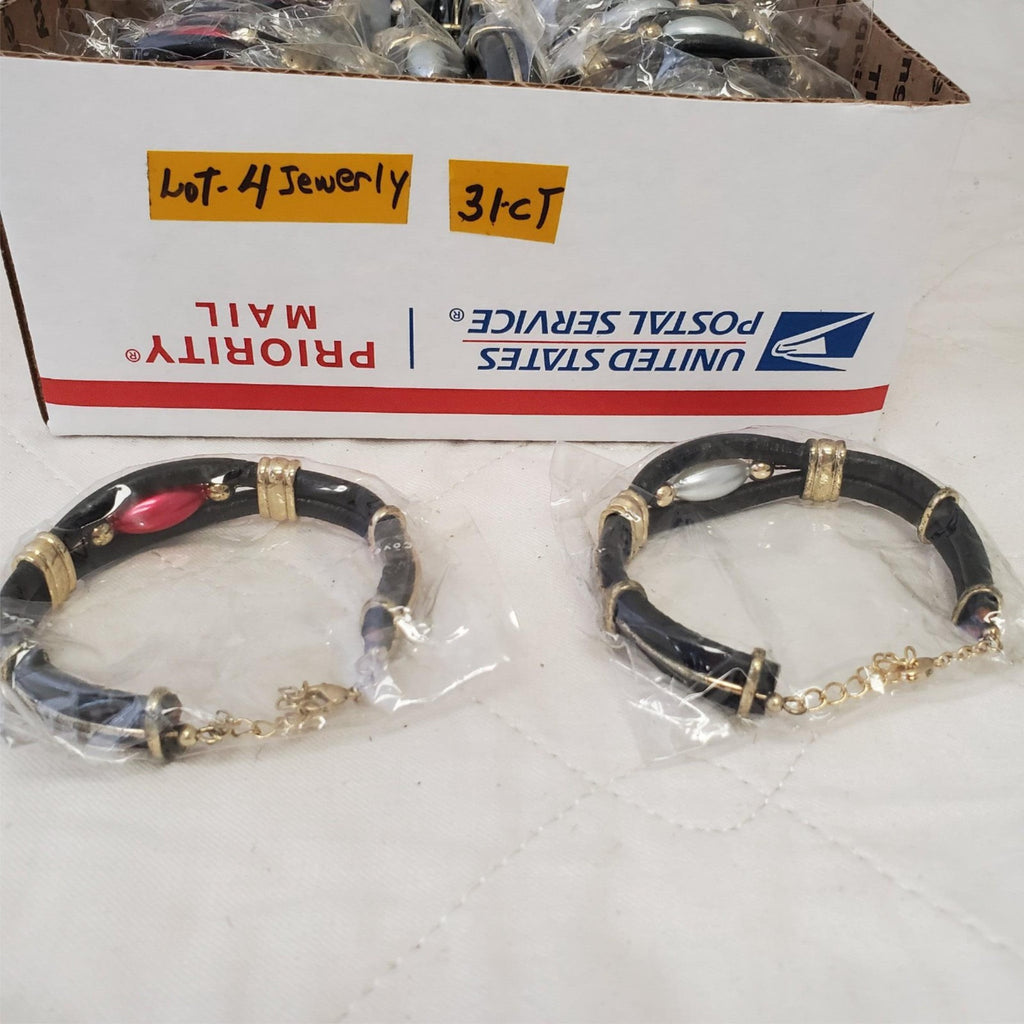 Lot-4 Jewerly
31-CT
PRIORITY®
MAIL
UNITED STATES
POSTAL SERVICE®